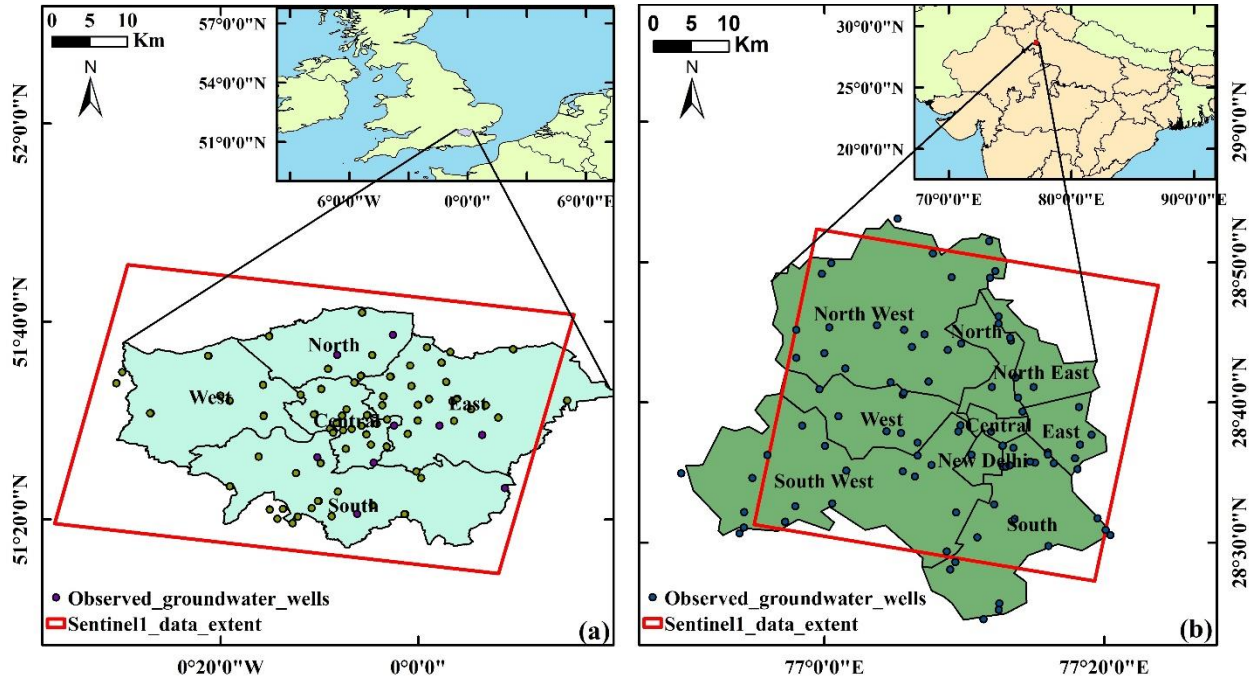 0 5 10
Km
N
57°0'0"N
54°0'0"N
51°0'0"N
6°0'0"W 0°0'0" 6°0'0"E
52°0'0"N
51°40'0"N
51°20'0"N
North
West
East
Central
South
Observed_groundwater_wells
Sentinel1_data_extent
(a)
0°20'0"W 0°0'0"
0 5 10
Km
N
30°0'0"N
25°0'0"N
20°0'0"N
70°0'0"E 80°0'0"E 90°0'0"E
29°0'0"N
28°50'0"N
28°40'0"N
28°30'0"N
North West
North
North East
West
Central
East
New Delhi
South West
South
Observed_groundwater_wells
Sentinel1_data_extent
(b)
77°0'0"E 77°20'0"E